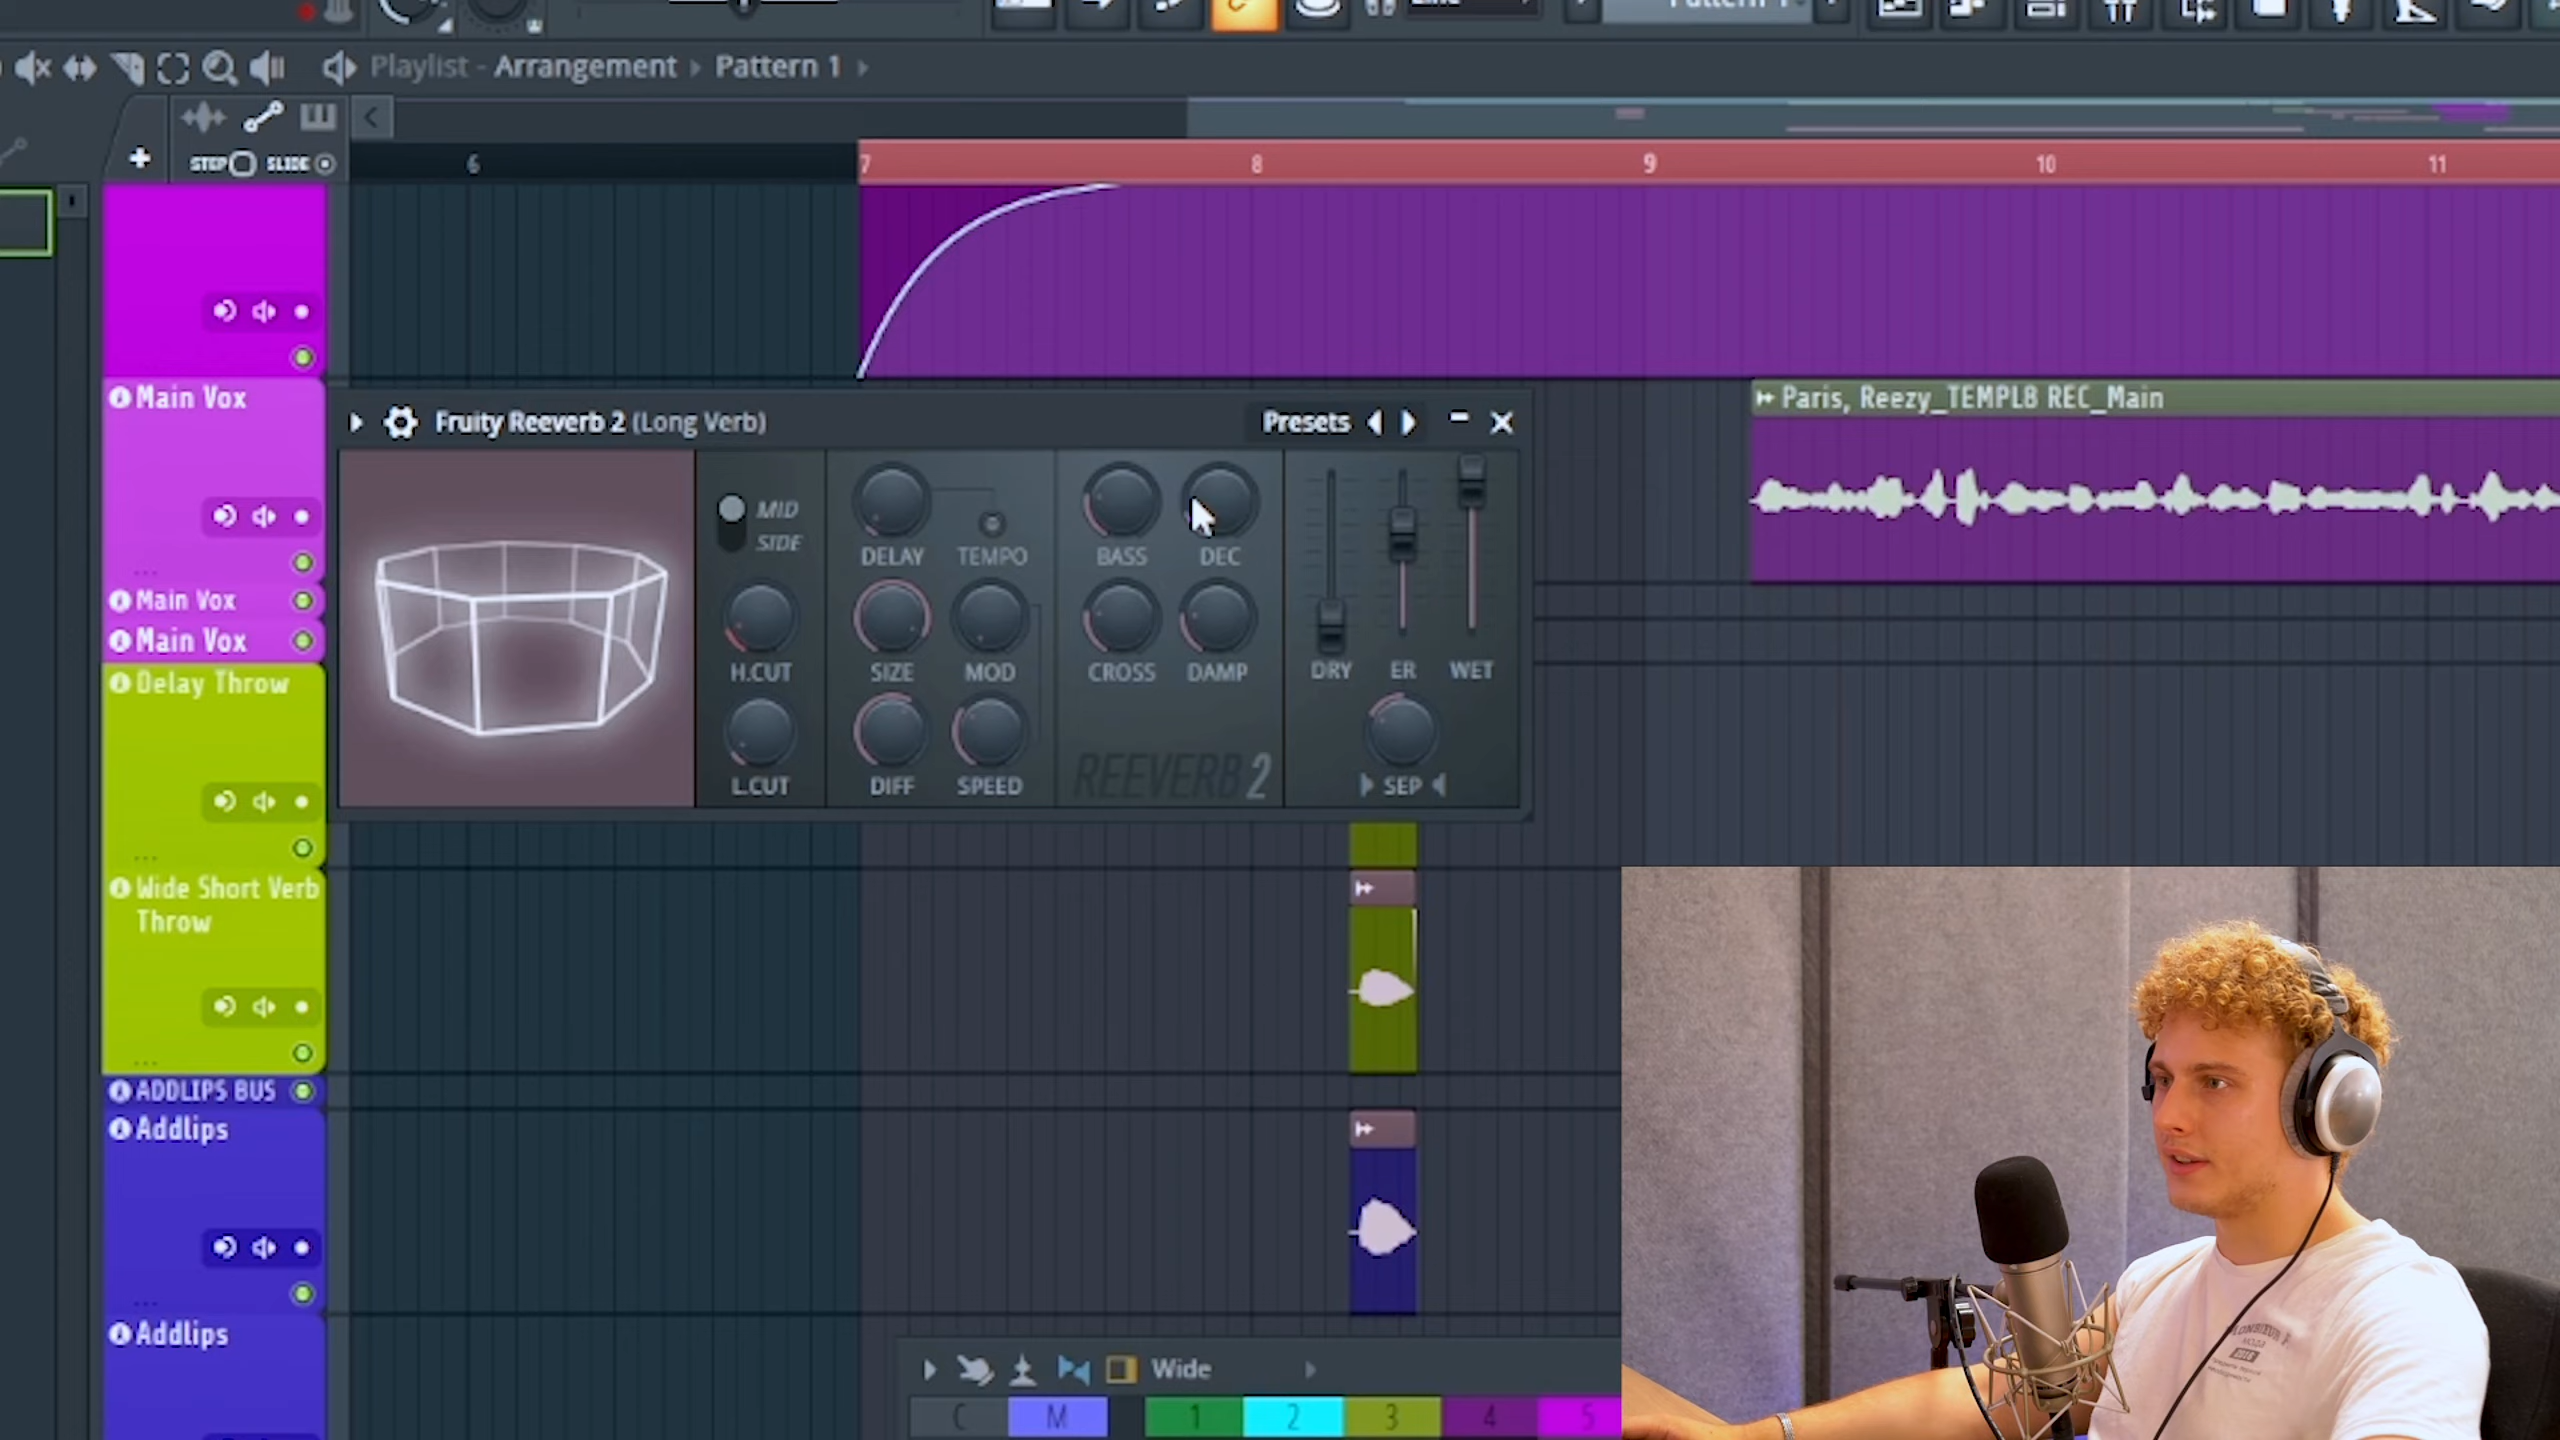 Playlist - Arrangement › Pattern 1 ›
STEP SLIDE
6 7 8 9 10 11
Main Vox
Paris, Reezy_TEMPL8 REC_Main
Fruity Reeverb 2 (Long Verb)
Presets
MID
SIDE
DELAY TEMPO BASS DEC
H.CUT SIZE MOD CROSS DAMP DRY ER WET
L.CUT DIFF SPEED REEVERB 2 SEP
Main Vox
Main Vox
Delay Throw
Wide Short Verb
Throw
ADDLIPS BUS
Addlips
Addlips
Wide
C M 1 2 3 4 5